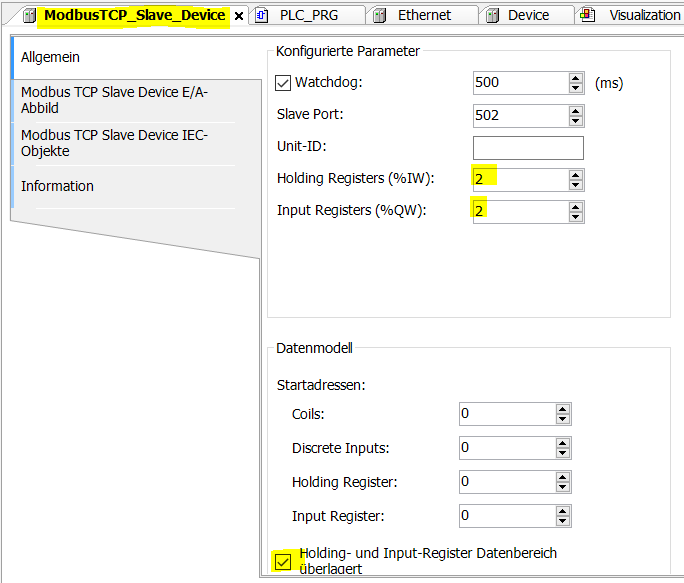 ModbusTCP_Slave_Device x PLC_PRG Ethernet Device Visualization
Allgemein
Modbus TCP Slave Device E/A-
Abbild
Modbus TCP Slave Device IEC-
Objekte
Information
Konfigurierte Parameter
Watchdog: 500 (ms)
Slave Port: 502
Unit-ID:
Holding Registers (%IW): 2
Input Registers (%QW): 2
Datenmodell
Startadressen:
Coils: 0
Discrete Inputs: 0
Holding Register: 0
Input Register: 0
Holding- und Input-Register Datenbereich
überlagert